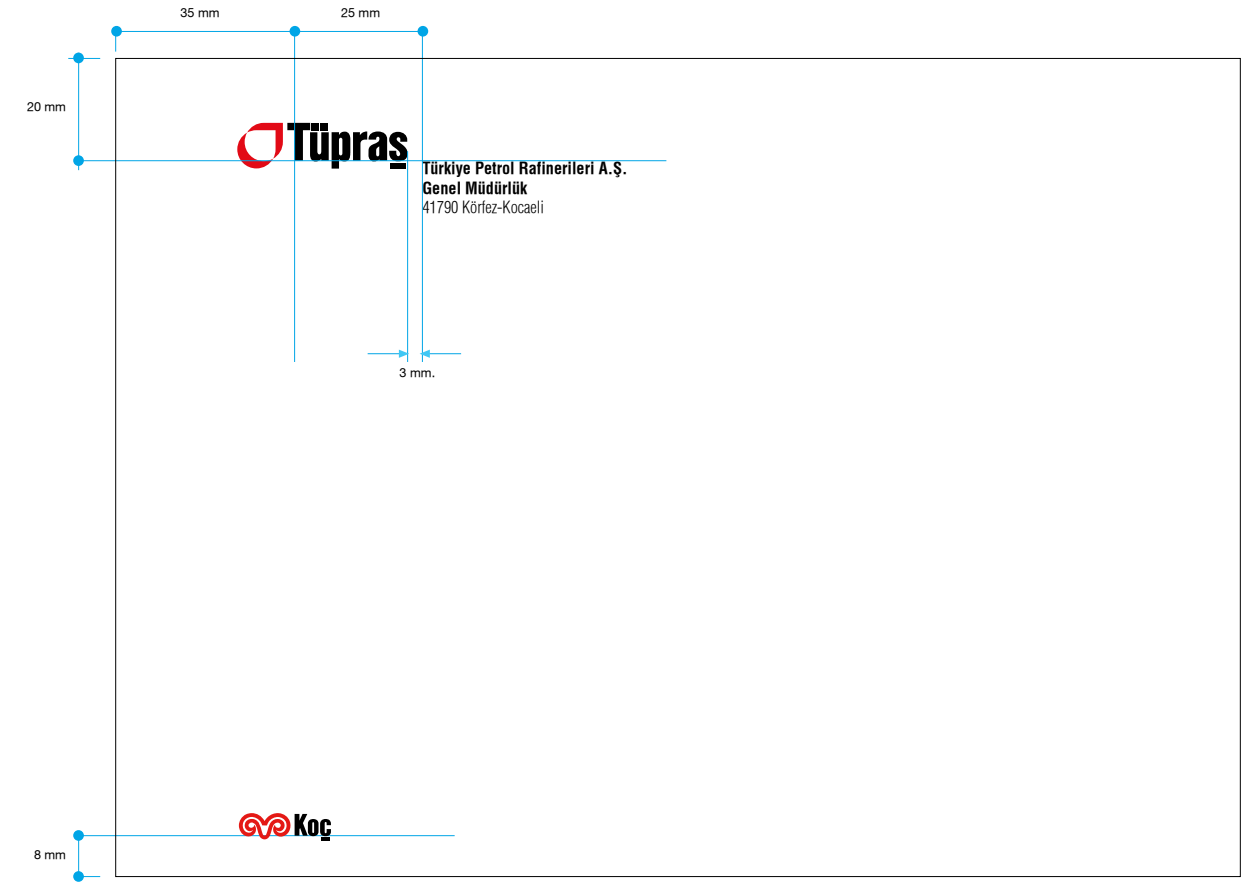 35 mm 25 mm
20 mm
Tüpraş
Türkiye Petrol Rafinerileri A.Ş.
Genel Müdürlük
41790 Körfez-Kocaeli
3 mm.
Koç
8 mm